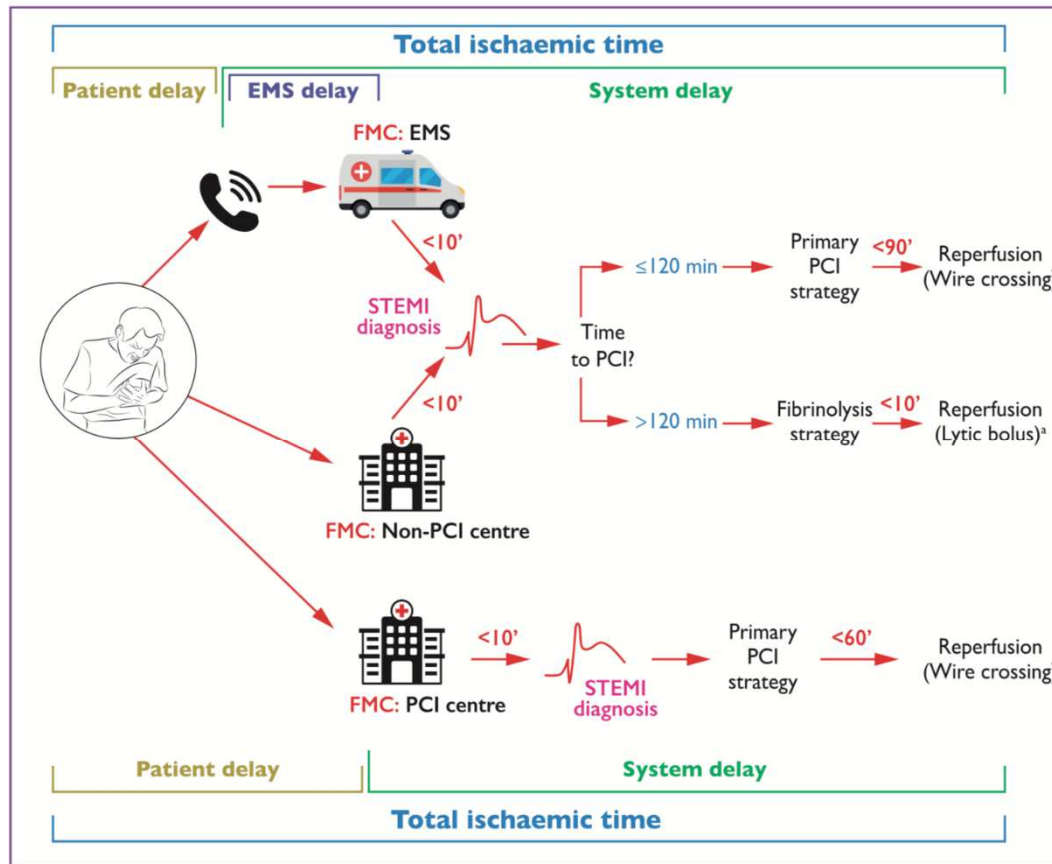 Total ischaemic time
Patient delay
EMS delay
System delay
FMC: EMS
<10'
STEMI
diagnosis
<10'
FMC: Non-PCI centre
Time
to PCI?
≤120 min
Primary
PCI
strategy
<90'
Reperfusion
(Wire crossing)
>120 min
Fibrinolysis
strategy
<10'
Reperfusion
(Lytic bolus)ᵃ
FMC: PCI centre
<10'
STEMI
diagnosis
Primary
PCI
strategy
<60'
Reperfusion
(Wire crossing)
Patient delay
System delay
Total ischaemic time